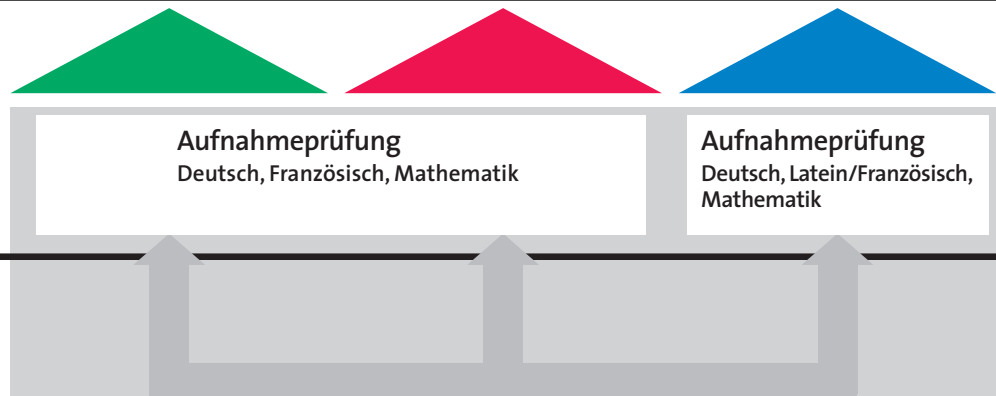 Aufnahmeprüfung
Deutsch, Französisch, Mathematik
Aufnahmeprüfung
Deutsch, Latein/Französisch,
Mathematik